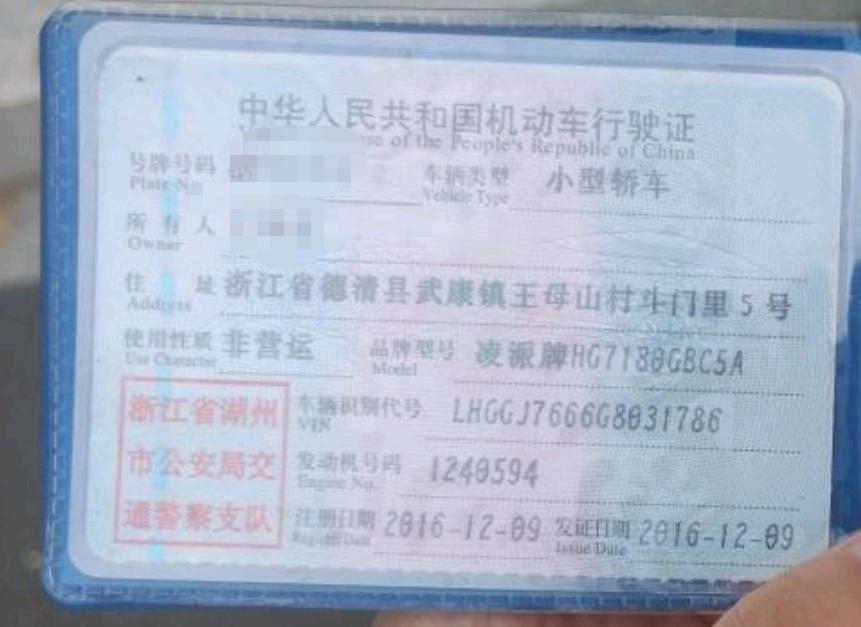 中华人民共和国机动车行驶证
se of the People's Republic of China
号牌号码 车辆类型 小型轿车
Plate No. Vehicle Type
所有人
Owner
住址 浙江省德清县武康镇王母山村斗门里5号
Address
使用性质 非营运 品牌型号 凌派牌HG7180GBC5A
Use Character Model
浙江省湖州 车辆识别代号 LHGGJ7666G8031786
VIN
市公安局交 发动机号码 1240594
Engine No.
通警察支队 注册日期 2016-12-09 发证日期 2016-12-09
Register Date Issue Date